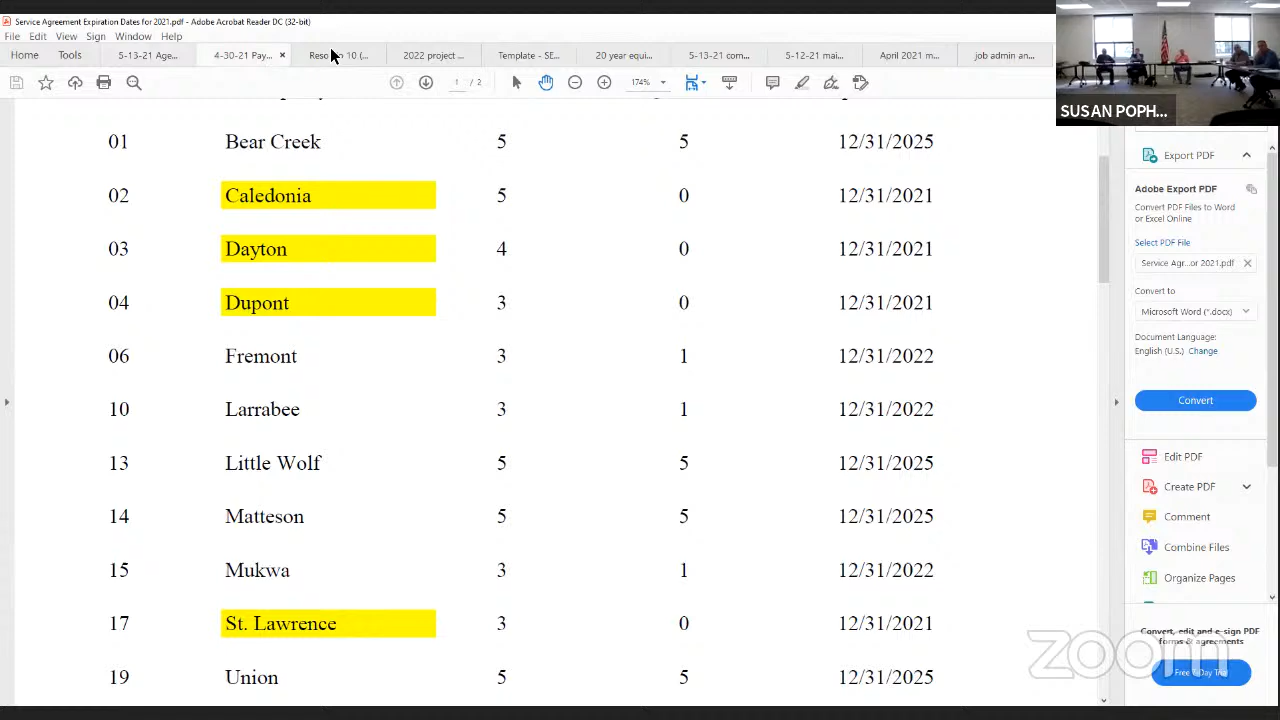 Service Agreement Expiration Dates for 2021.pdf - Adobe Acrobat Reader DC (32-bit)
File Edit View Sign Window Help
Home Tools 5-13-21 Age... 4-30-21 Pay... × 2022 project ... Template - SE... 20 year equi... 5-13-21 com... 5-12-21 mai... April 2021 m... job admin an...
1 / 2 174%
SUSAN POPH...
01 Bear Creek 5 5 12/31/2025
02 Caledonia 5 0 12/31/2021
03 Dayton 4 0 12/31/2021
04 Dupont 3 0 12/31/2021
06 Fremont 3 1 12/31/2022
10 Larrabee 3 1 12/31/2022
13 Little Wolf 5 5 12/31/2025
14 Matteson 5 5 12/31/2025
15 Mukwa 3 1 12/31/2022
17 St. Lawrence 3 0 12/31/2021
19 Union 5 5 12/31/2025
Export PDF
Adobe Export PDF
Convert PDF Files to Word
or Excel Online
Select PDF File
Service Agr...or 2021.pdf ×
Convert to
Microsoft Word (*.docx)
Document Language:
English (U.S.) Change
Convert
Edit PDF
Create PDF
Comment
Combine Files
Organize Pages
Convert, edit and e-sign PDF
forms & agreements
Free 7-Day Trial
zoom